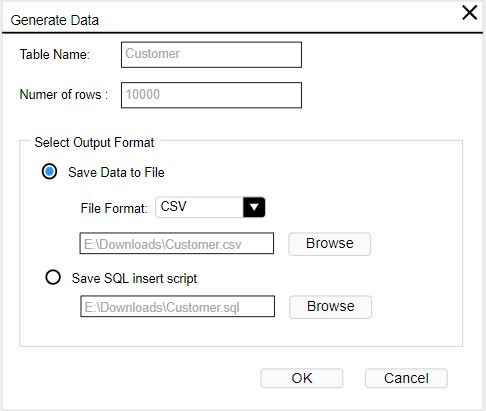 Generate Data
Table Name: Customer
Numer of rows : 10000
Select Output Format
Save Data to File
File Format: CSV
E:\Downloads\Customer.csv Browse
Save SQL insert script
E:\Downloads\Customer.sql Browse
OK Cancel